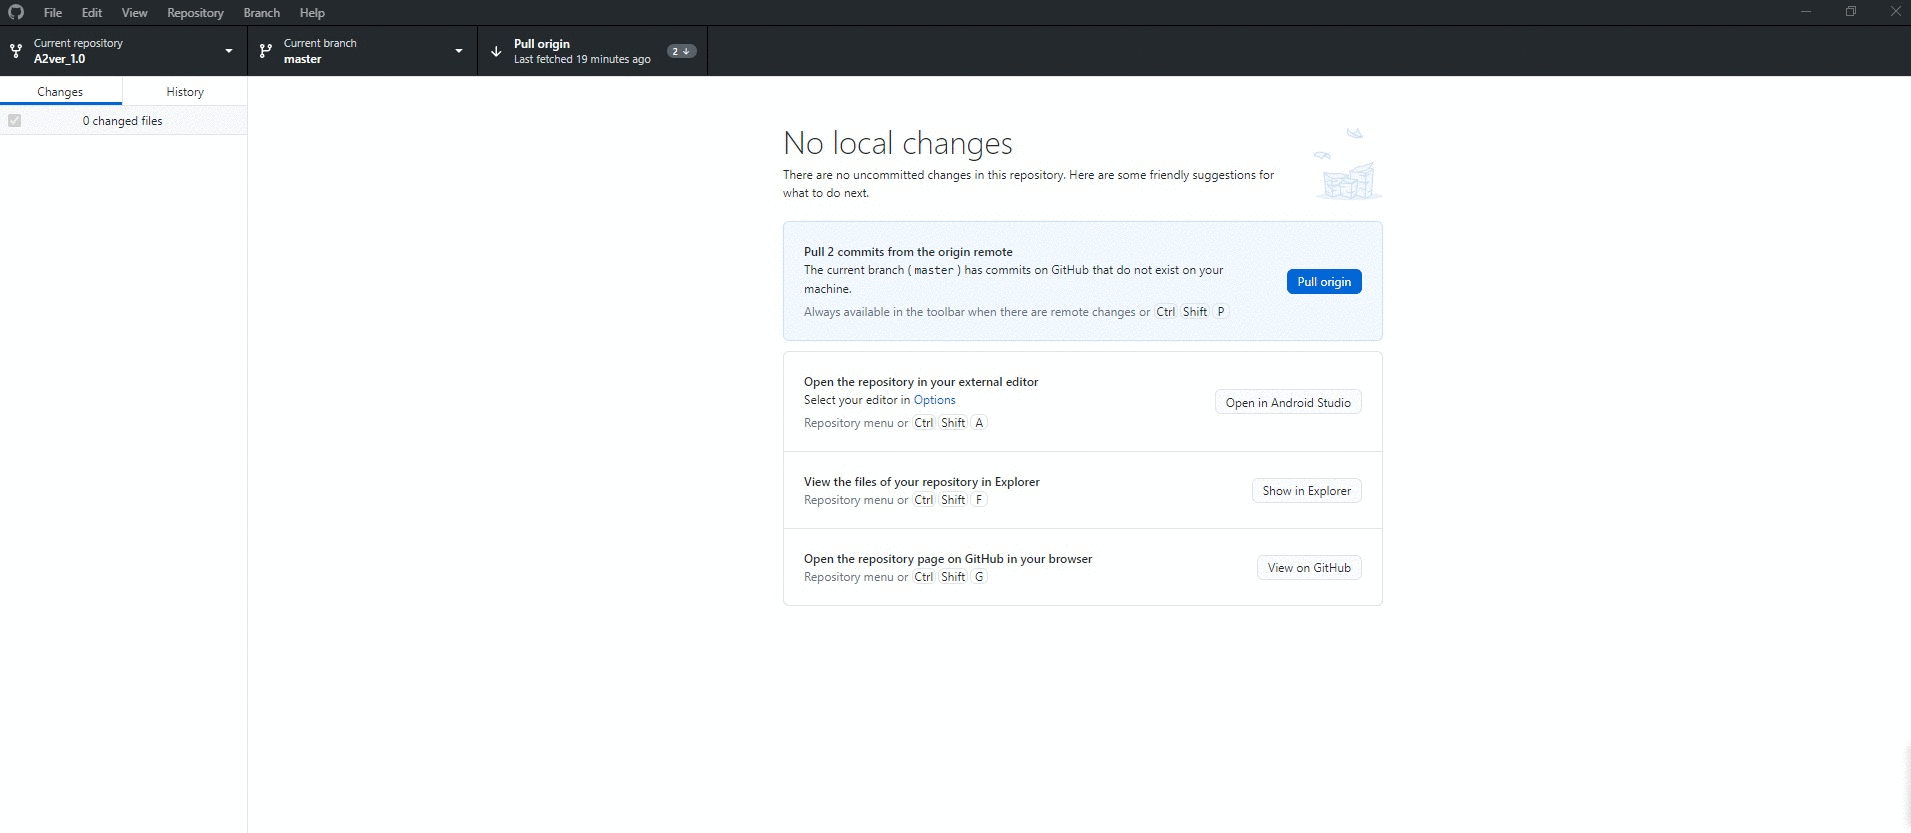 File Edit View Repository Branch Help
Current repository
A2ver_1.0
Current branch
master
Pull origin
Last fetched 19 minutes ago
2
Changes
History
0 changed files
No local changes
There are no uncommitted changes in this repository. Here are some friendly suggestions for
what to do next.
Pull 2 commits from the origin remote
The current branch (master) has commits on GitHub that do not exist on your
machine.
Always available in the toolbar when there are remote changes or Ctrl Shift P
Pull origin
Open the repository in your external editor
Select your editor in Options
Repository menu or Ctrl Shift A
Open in Android Studio
View the files of your repository in Explorer
Repository menu or Ctrl Shift F
Show in Explorer
Open the repository page on GitHub in your browser
Repository menu or Ctrl Shift G
View on GitHub